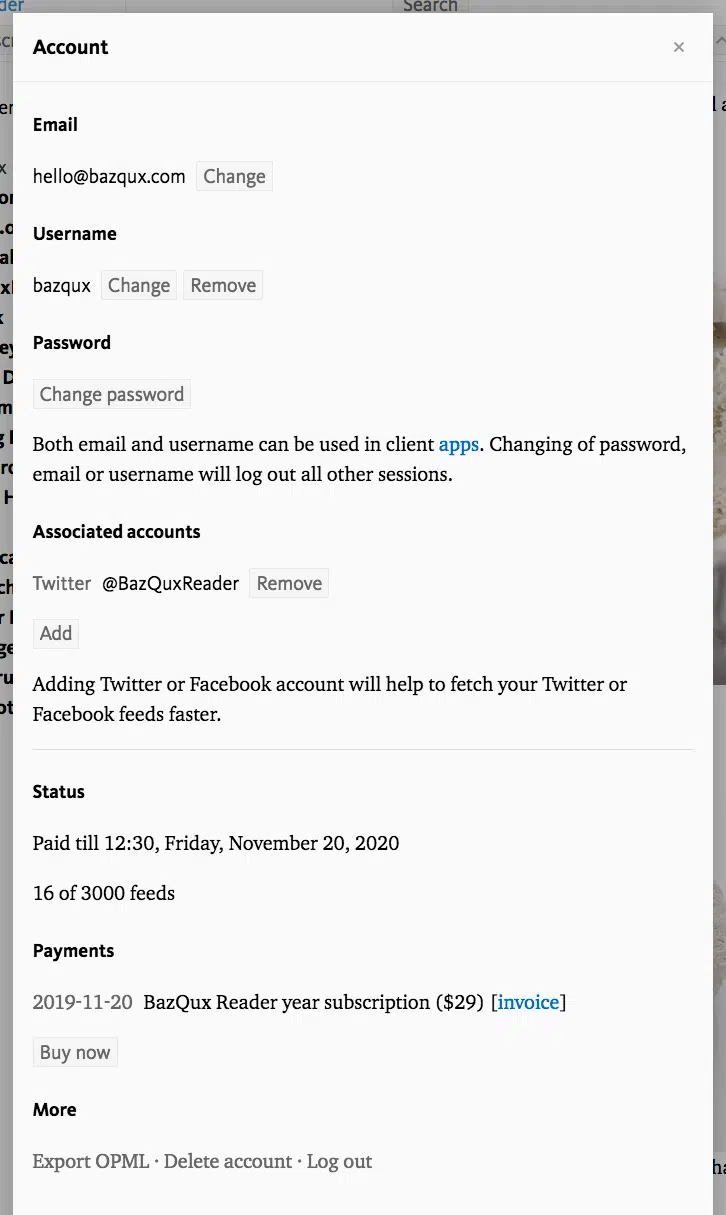 Search
Account ×
Email
hello@bazqux.com Change
Username
bazqux Change Remove
Password
Change password
Both email and username can be used in client apps. Changing of password,
email or username will log out all other sessions.
Associated accounts
Twitter @BazQuxReader Remove
Add
Adding Twitter or Facebook account will help to fetch your Twitter or
Facebook feeds faster.
Status
Paid till 12:30, Friday, November 20, 2020
16 of 3000 feeds
Payments
2019-11-20 BazQux Reader year subscription ($29) [invoice]
Buy now
More
Export OPML · Delete account · Log out